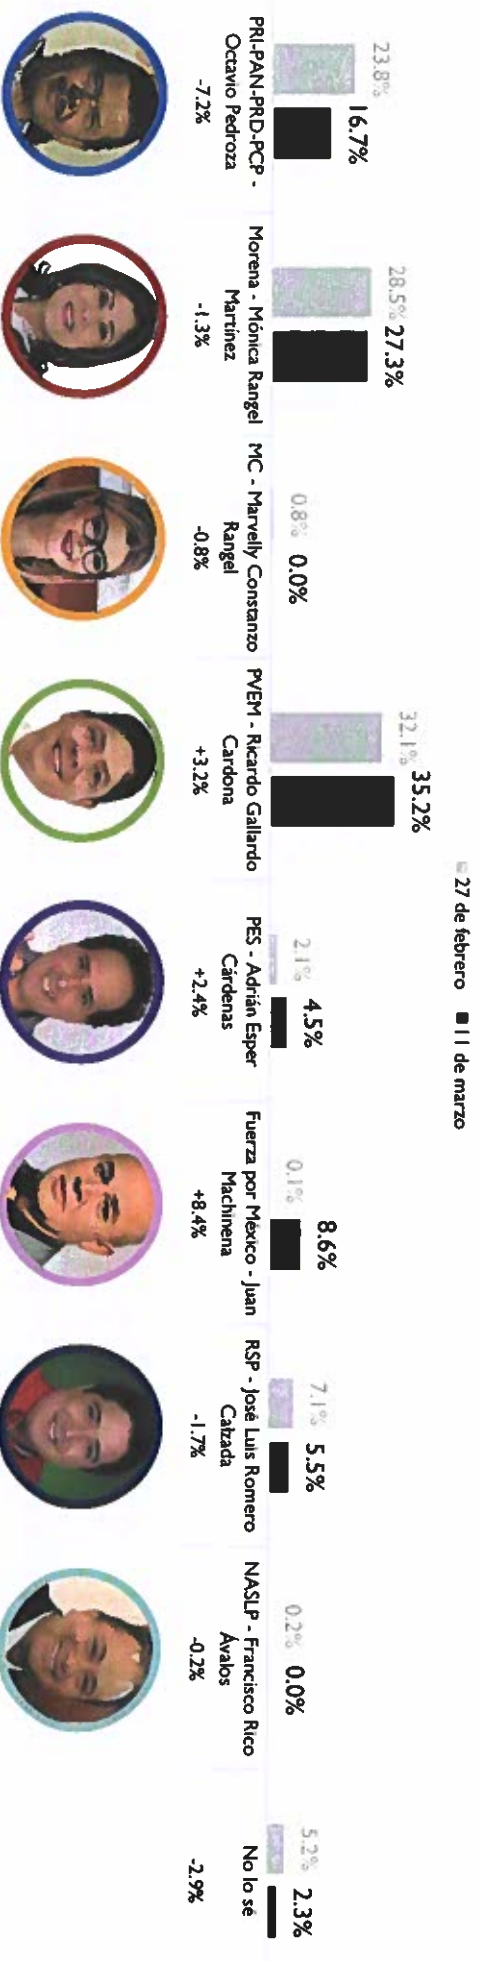 27 de febrero 11 de marzo
23.8% 16.7%
28.5% 27.3%
0.8% 0.0%
32.1% 35.2%
2.1% 4.5%
0.1% 8.6%
7.1% 5.5%
0.2% 0.0%
5.2% 2.3%
PRI-PAN-PRD-PCP -
Octavio Pedroza
-7.2%
Morena - Mónica Rangel
Martínez
-1.3%
MC - Marvelly Constanzo
Rangel
-0.8%
PVEM - Ricardo Gallardo
Cardona
+3.2%
PES - Adrián Esper
Cárdenas
+2.4%
Fuerza por México - Juan
Machinena
+8.4%
RSP - José Luis Romero
Calzada
-1.7%
NASLP - Francisco Rico
Ávalos
-0.2%
No lo sé
-2.9%